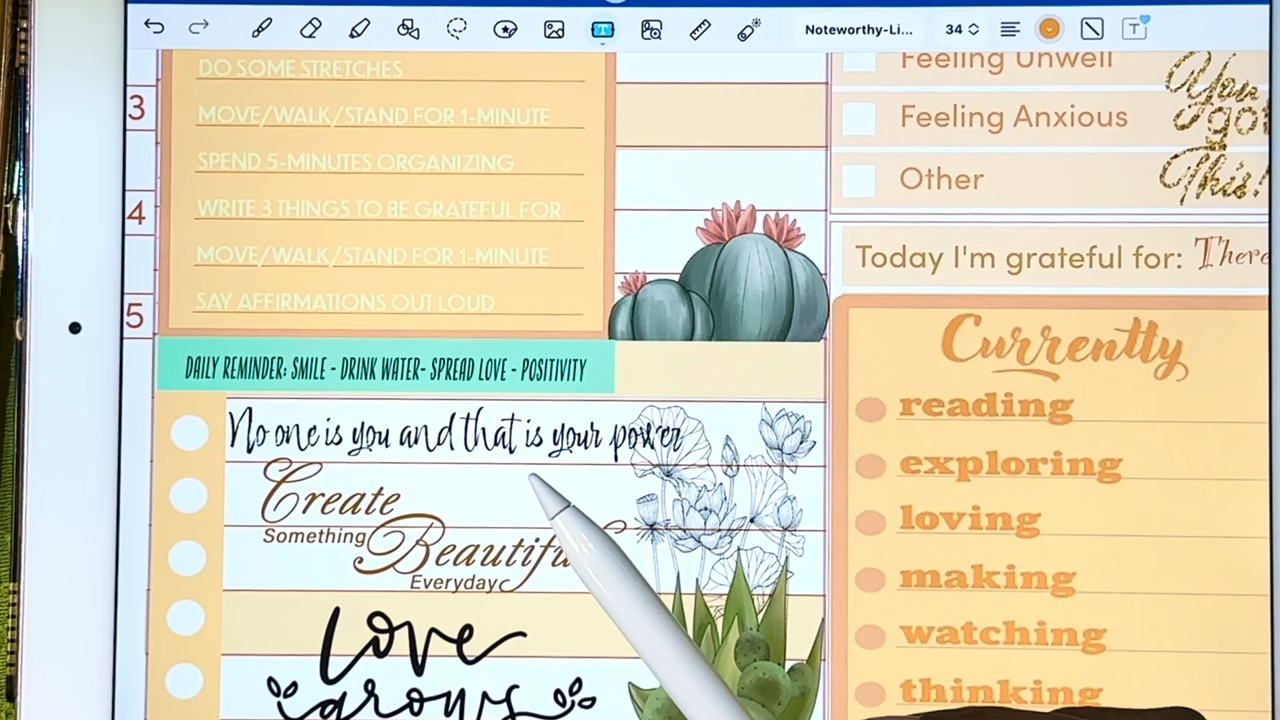 Noteworthy-Li... 34
DO SOME STRETCHES
3
MOVE/WALK/STAND FOR 1-MINUTE
SPEND 5-MINUTES ORGANIZING
4
WRITE 3 THINGS TO BE GRATEFUL FOR
MOVE/WALK/STAND FOR 1-MINUTE
5
SAY AFFIRMATIONS OUT LOUD
DAILY REMINDER: SMILE - DRINK WATER- SPREAD LOVE - POSITIVITY
No one is you and that is your power
Create
Something
Beautifu
Everyday
love
grows
Feeling Unwell
Feeling Anxious
Other
You
got
This!
Today I'm grateful for: There
Currently
reading
exploring
loving
making
watching
thinking